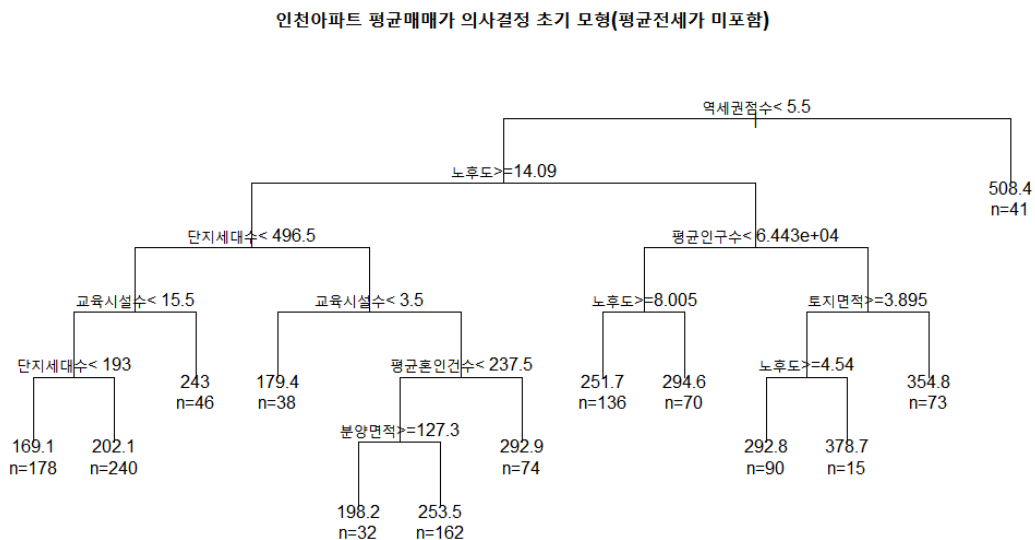 인천아파트 평균매매가 의사결정 초기 모형(평균전세가 미포함)
역세권점수< 5.5
노후도>=14.09
508.4
n=41
단지세대수< 496.5
평균인구수< 6.443e+04
교육시설수< 15.5
교육시설수< 3.5
노후도>=8.005
토지면적>=3.895
단지세대수< 193
243
n=46
179.4
n=38
평균혼인건수< 237.5
251.7
n=136
294.6
n=70
노후도>=4.54
354.8
n=73
169.1
n=178
202.1
n=240
분양면적>=127.3
292.9
n=74
292.8
n=90
378.7
n=15
198.2
n=32
253.5
n=162